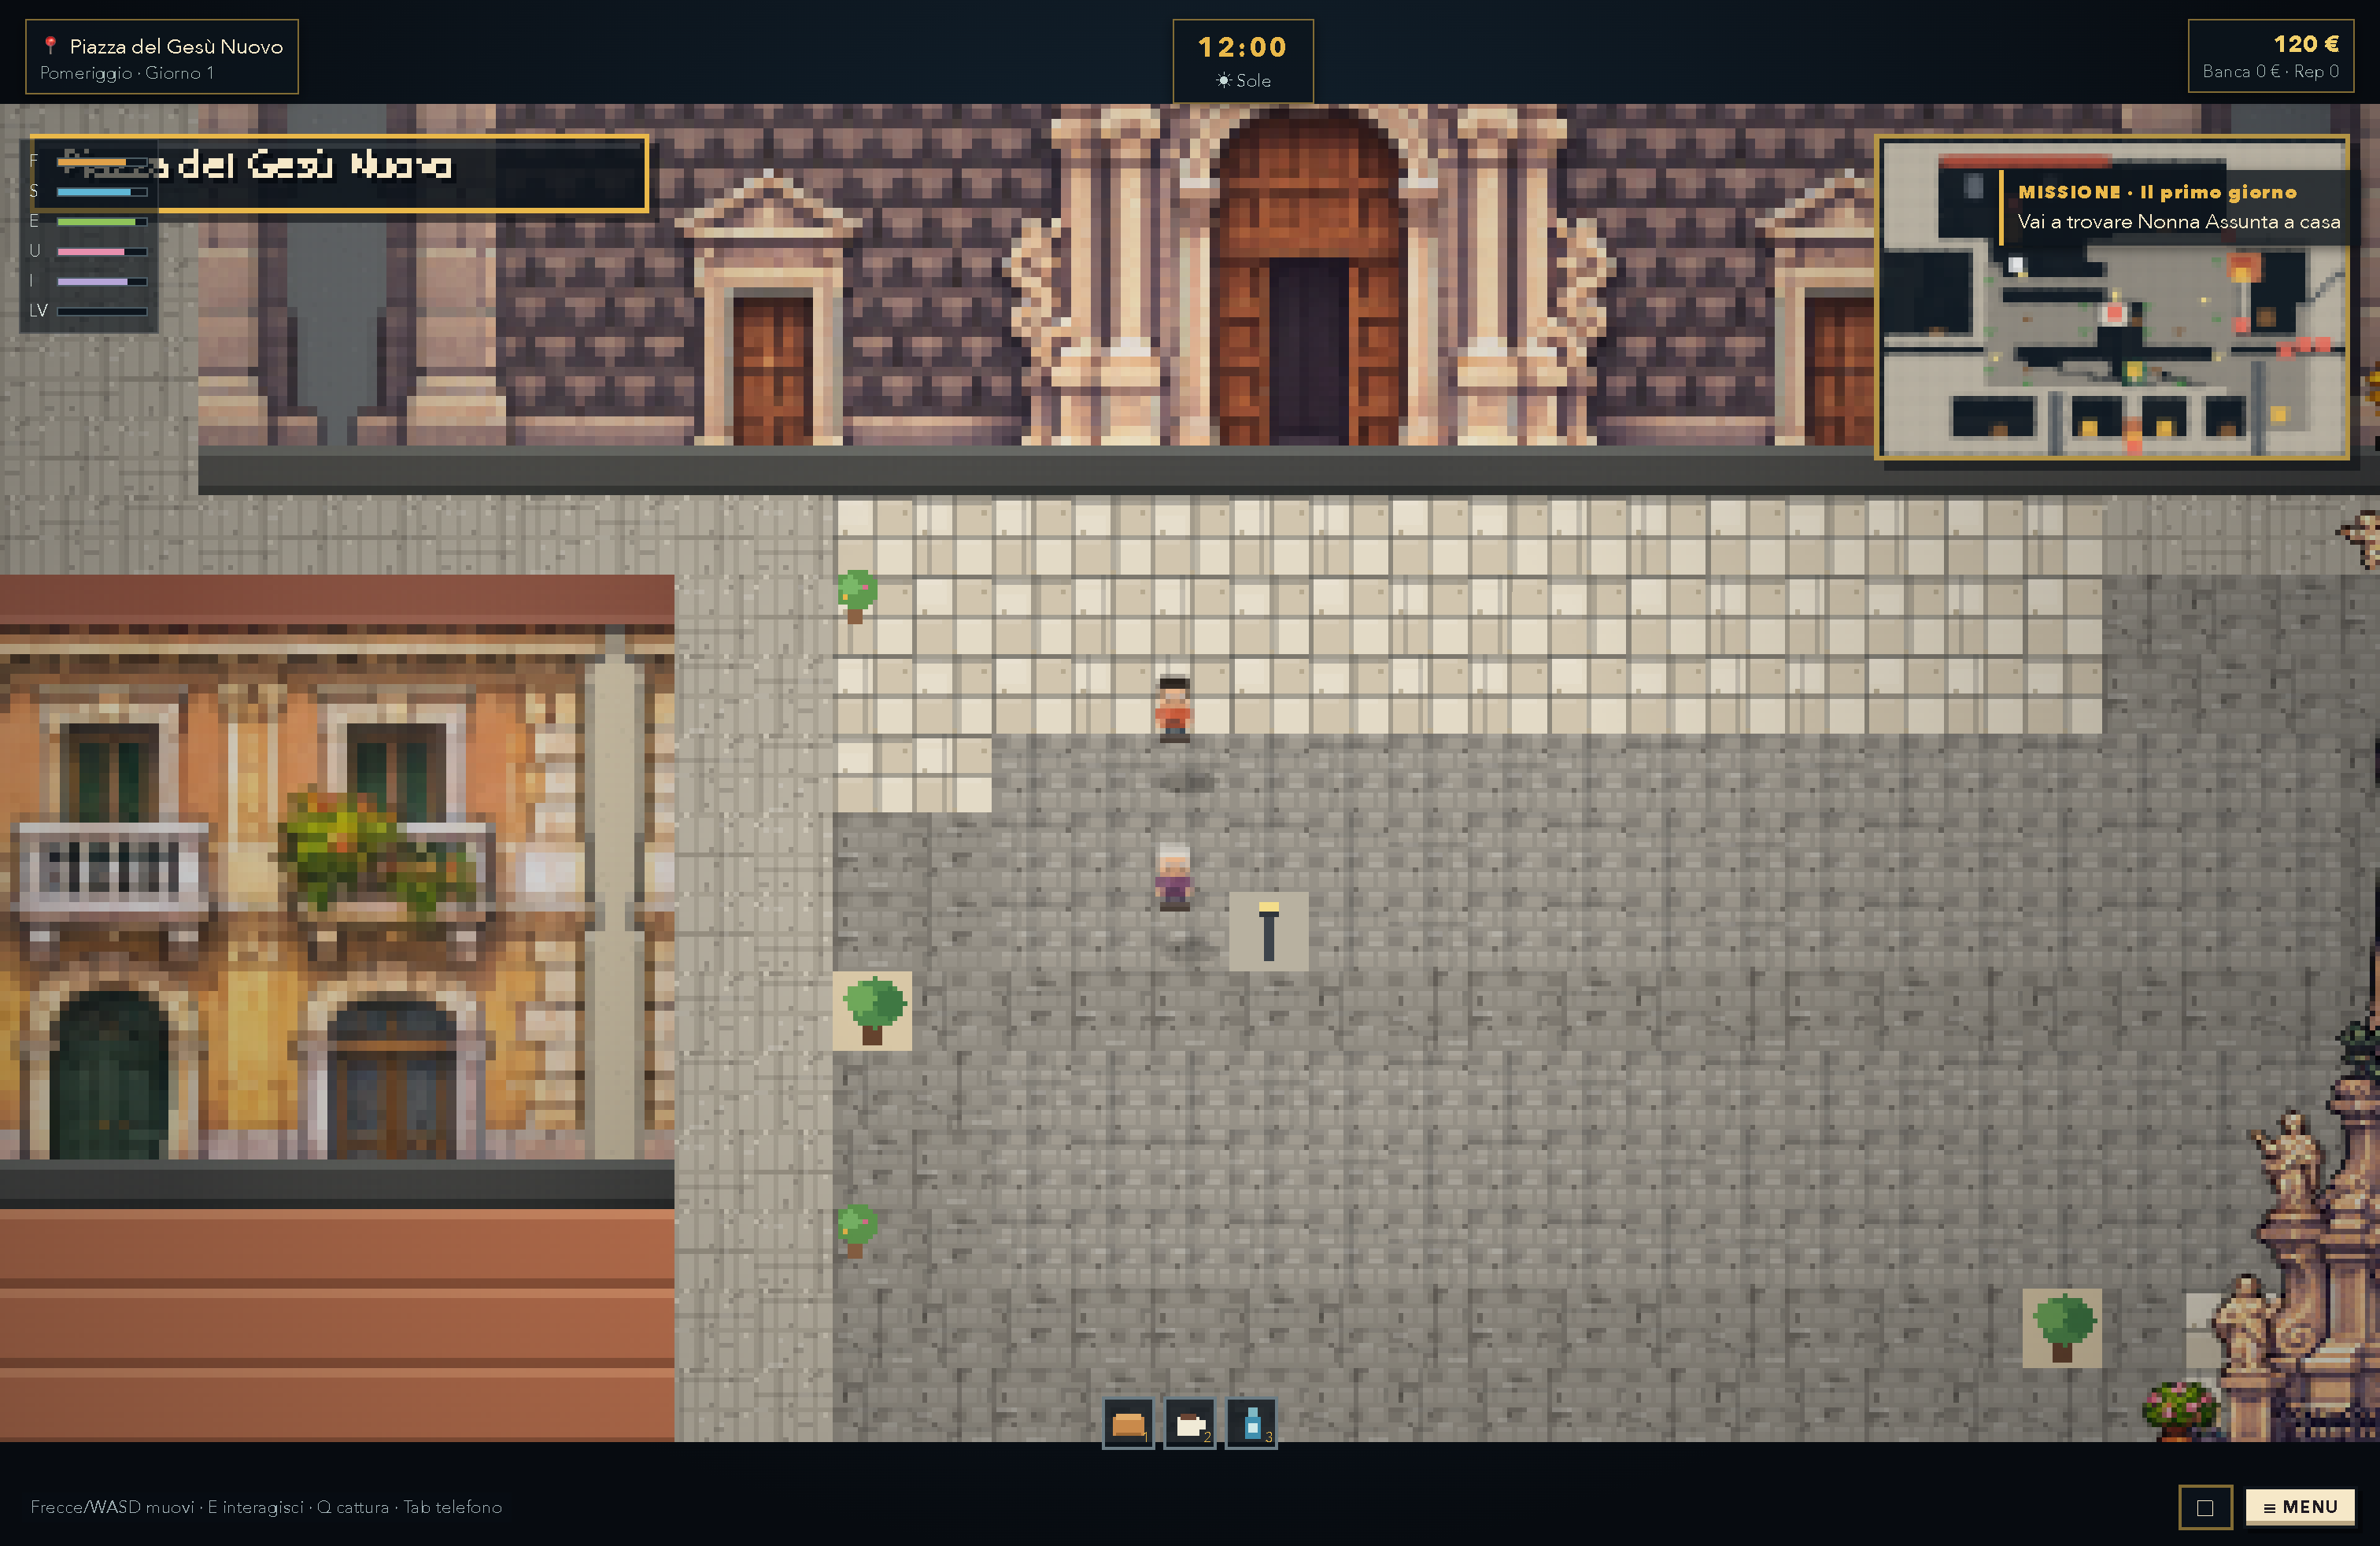 Piazza del Gesù Nuovo
Pomeriggio · Giorno 1
12:00
☀ Sole
120 €
Banca 0 € · Rep 0
Piazza del Gesù Nuovo
F
S
E
U
I
LV
MISSIONE · Il primo giorno
Vai a trovare Nonna Assunta a casa
1
2
3
Frecce/WASD muovi · E interagisci · Q cattura · Tab telefono
≡ MENU